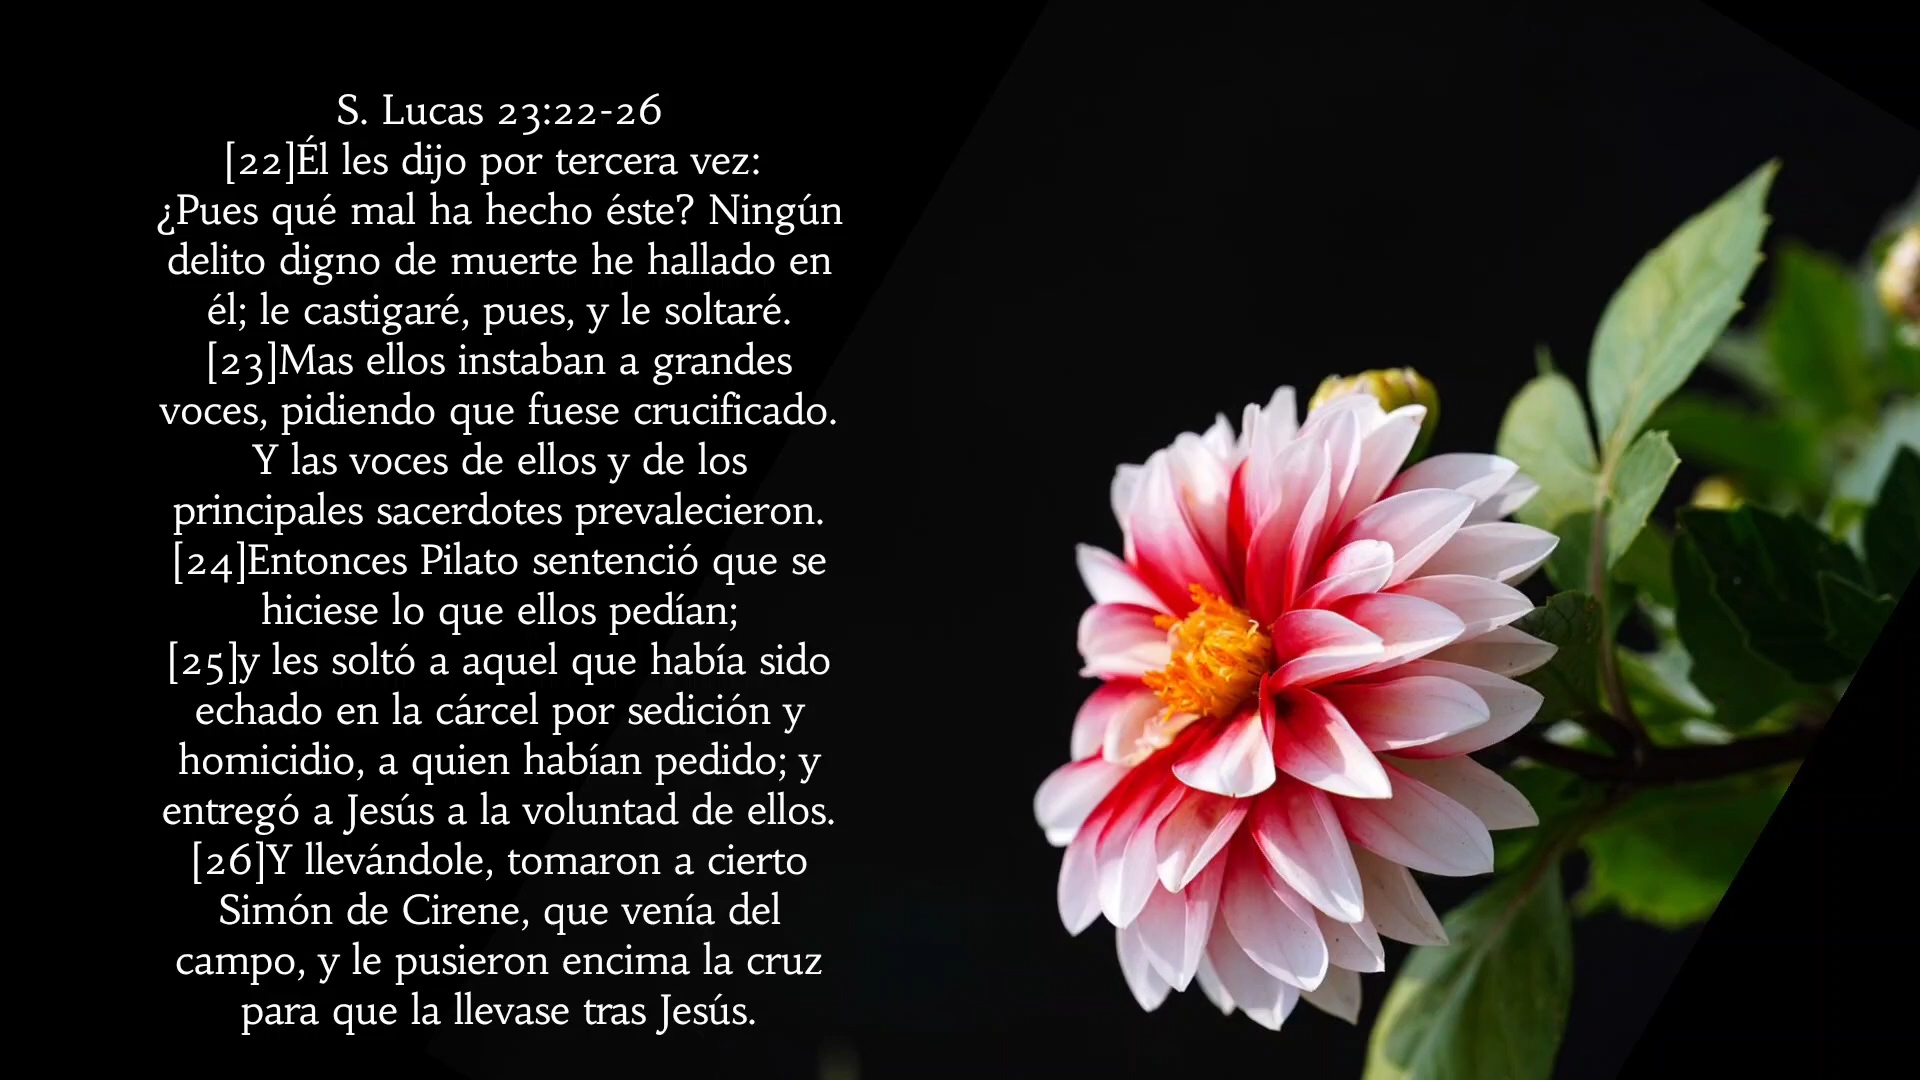 S. Lucas 23:22-26
[22]Él les dijo por tercera vez:
¿Pues qué mal ha hecho éste? Ningún
delito digno de muerte he hallado en
él; le castigaré, pues, y le soltaré.
[23]Mas ellos instaban a grandes
voces, pidiendo que fuese crucificado.
Y las voces de ellos y de los
principales sacerdotes prevalecieron.
[24]Entonces Pilato sentenció que se
hiciese lo que ellos pedían;
[25]y les soltó a aquel que había sido
echado en la cárcel por sedición y
homicidio, a quien habían pedido; y
entregó a Jesús a la voluntad de ellos.
[26]Y llevándole, tomaron a cierto
Simón de Cirene, que venía del
campo, y le pusieron encima la cruz
para que la llevase tras Jesús.